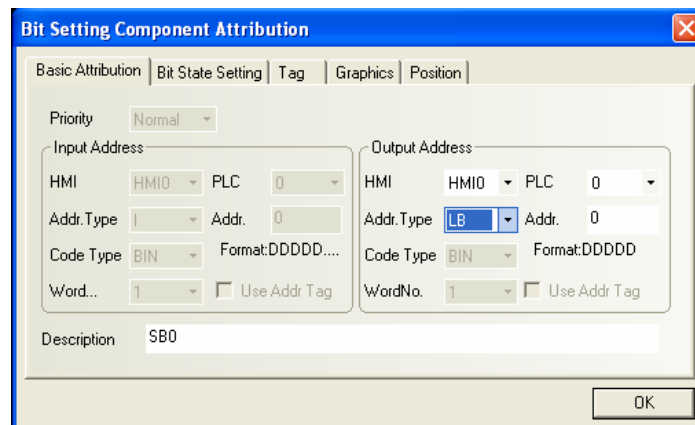 Bit Setting Component Attribution
Basic Attribution Bit State Setting Tag Graphics Position
Priority Normal
Input Address Output Address
HMI HMI0 PLC 0 HMI HMI0 PLC 0
Addr.Type I Addr. 0 Addr.Type LB Addr. 0
Code Type BIN Format:DDDDD.... Code Type BIN Format:DDDDD
Word... 1 Use Addr Tag WordNo. 1 Use Addr Tag
Description SB0
OK